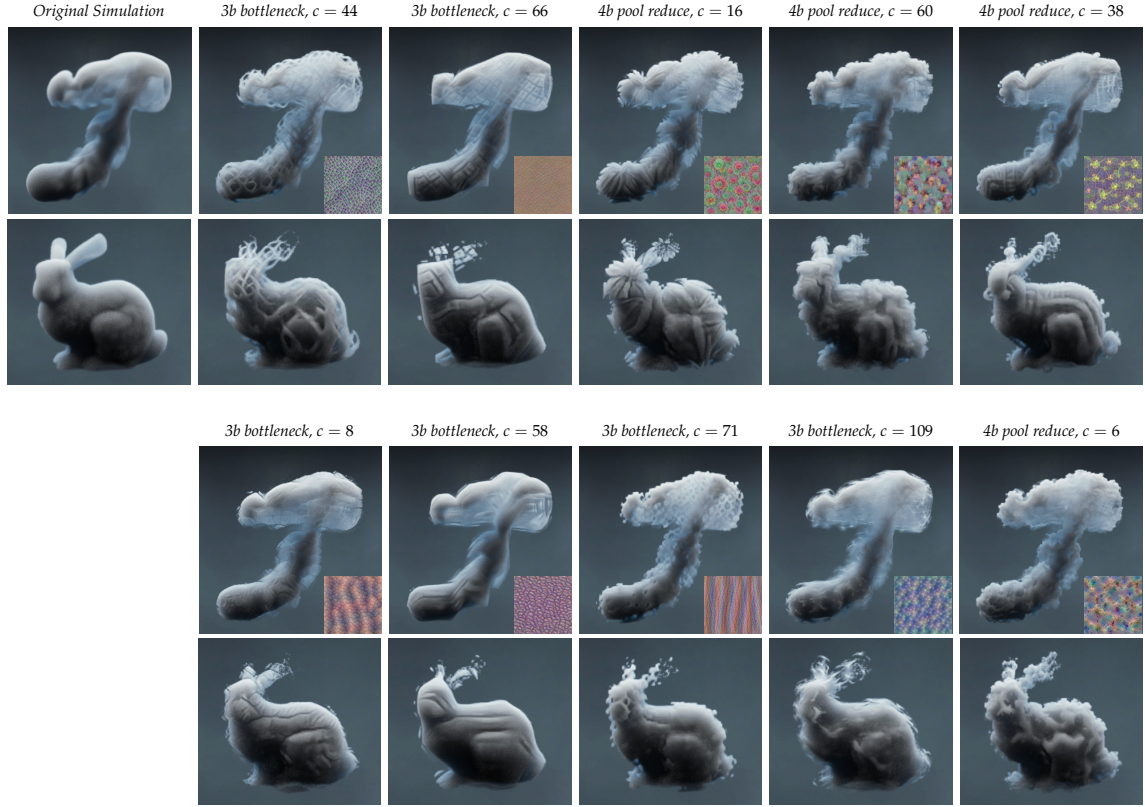 Original Simulation
3b bottleneck, c = 44
3b bottleneck, c = 66
4b pool reduce, c = 16
4b pool reduce, c = 60
4b pool reduce, c = 38
3b bottleneck, c = 8
3b bottleneck, c = 58
3b bottleneck, c = 71
3b bottleneck, c = 109
4b pool reduce, c = 6